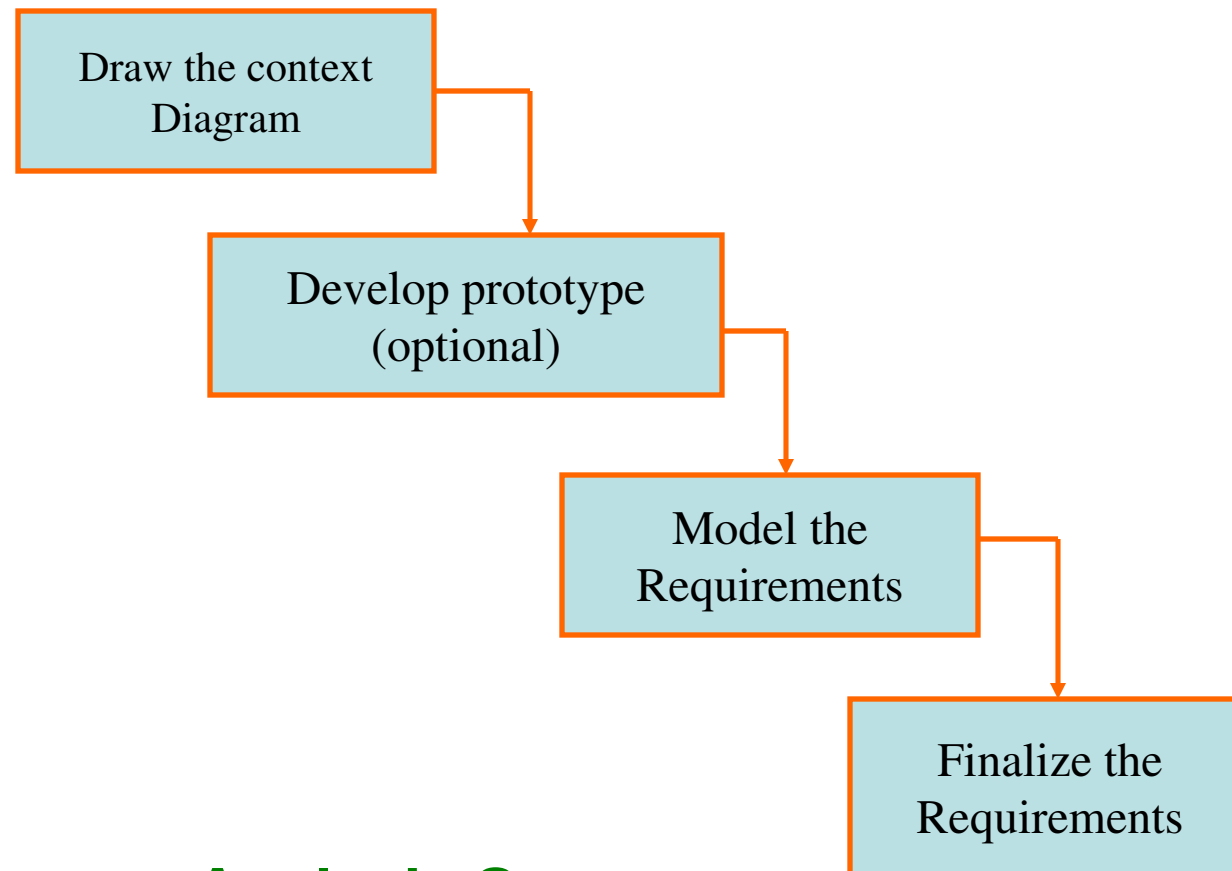 Draw the context
Diagram
Develop prototype
(optional)
Model the
Requirements
Finalize the
Requirements